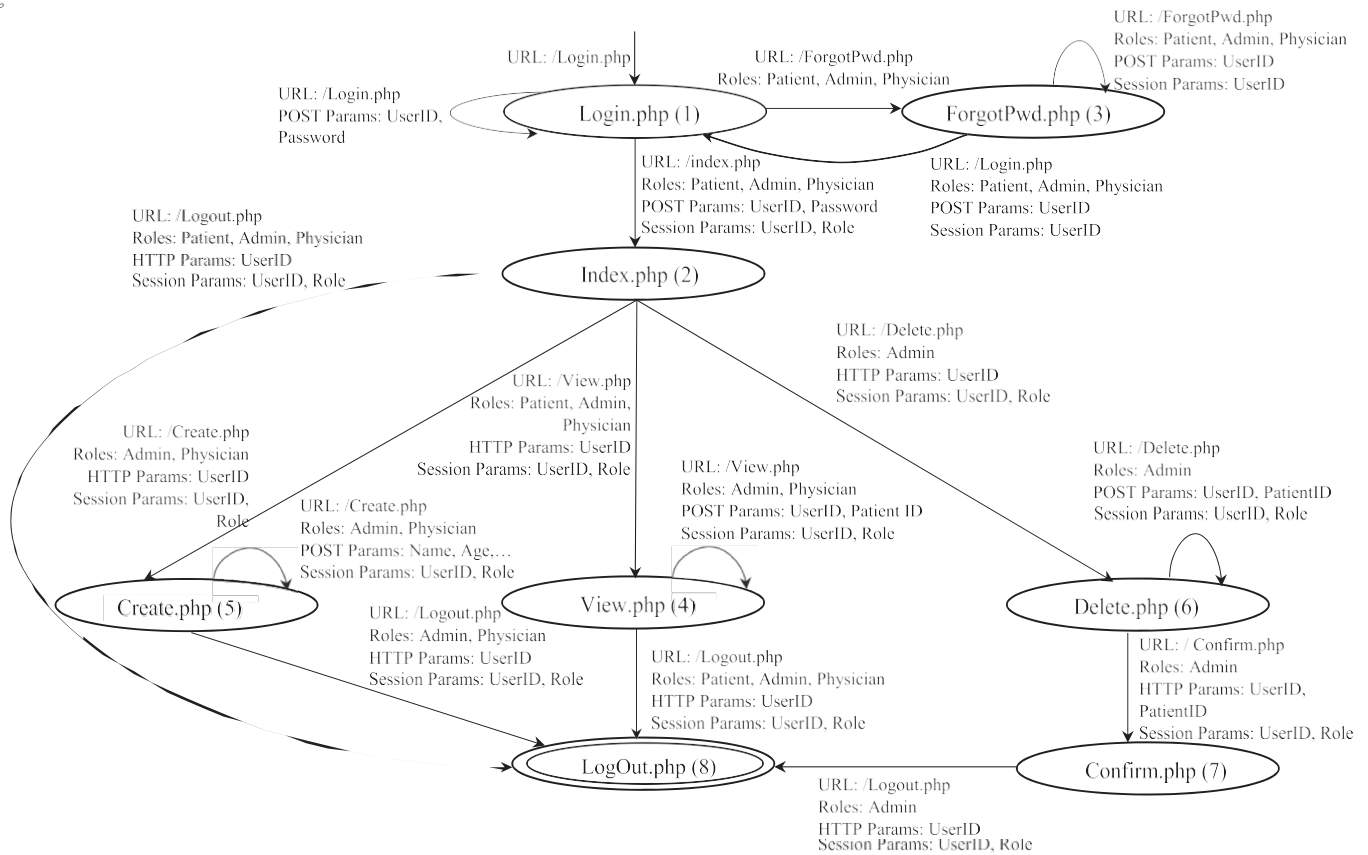 URL: /ForgotPwd.php
Roles: Patient, Admin, Physician
POST Params: UserID
Session Params: UserID
URL: /Login.php
URL: /ForgotPwd.php
Roles: Patient, Admin, Physician
URL: /Login.php
POST Params: UserID,
Password
Login.php (1)
ForgotPwd.php (3)
URL: /index.php
Roles: Patient, Admin, Physician
POST Params: UserID, Password
Session Params: UserID, Role
URL: /Login.php
Roles: Patient, Admin, Physician
POST Params: UserID
Session Params: UserID
URL: /Logout.php
Roles: Patient, Admin, Physician
HTTP Params: UserID
Session Params: UserID, Role
Index.php (2)
URL: /Delete.php
Roles: Admin
HTTP Params: UserID
Session Params: UserID, Role
URL: /View.php
Roles: Patient, Admin,
Physician
HTTP Params: UserID
Session Params: UserID, Role
URL: /Create.php
Roles: Admin, Physician
HTTP Params: UserID
Session Params: UserID,
Role
URL: /View.php
Roles: Admin, Physician
POST Params: UserID, Patient ID
Session Params: UserID, Role
URL: /Delete.php
Roles: Admin
POST Params: UserID, PatientID
Session Params: UserID, Role
URL: /Create.php
Roles: Admin, Physician
POST Params: Name, Age,...
Session Params: UserID, Role
Create.php (5)
View.php (4)
Delete.php (6)
URL: /Logout.php
Roles: Admin, Physician
HTTP Params: UserID
Session Params: UserID, Role
URL: /Logout.php
Roles: Patient, Admin, Physician
HTTP Params: UserID
Session Params: UserID, Role
URL: / Confirm.php
Roles: Admin
HTTP Params: UserID,
PatientID
Session Params: UserID, Role
LogOut.php (8)
Confirm.php (7)
URL: /Logout.php
Roles: Admin
HTTP Params: UserID
Session Params: UserID, Role